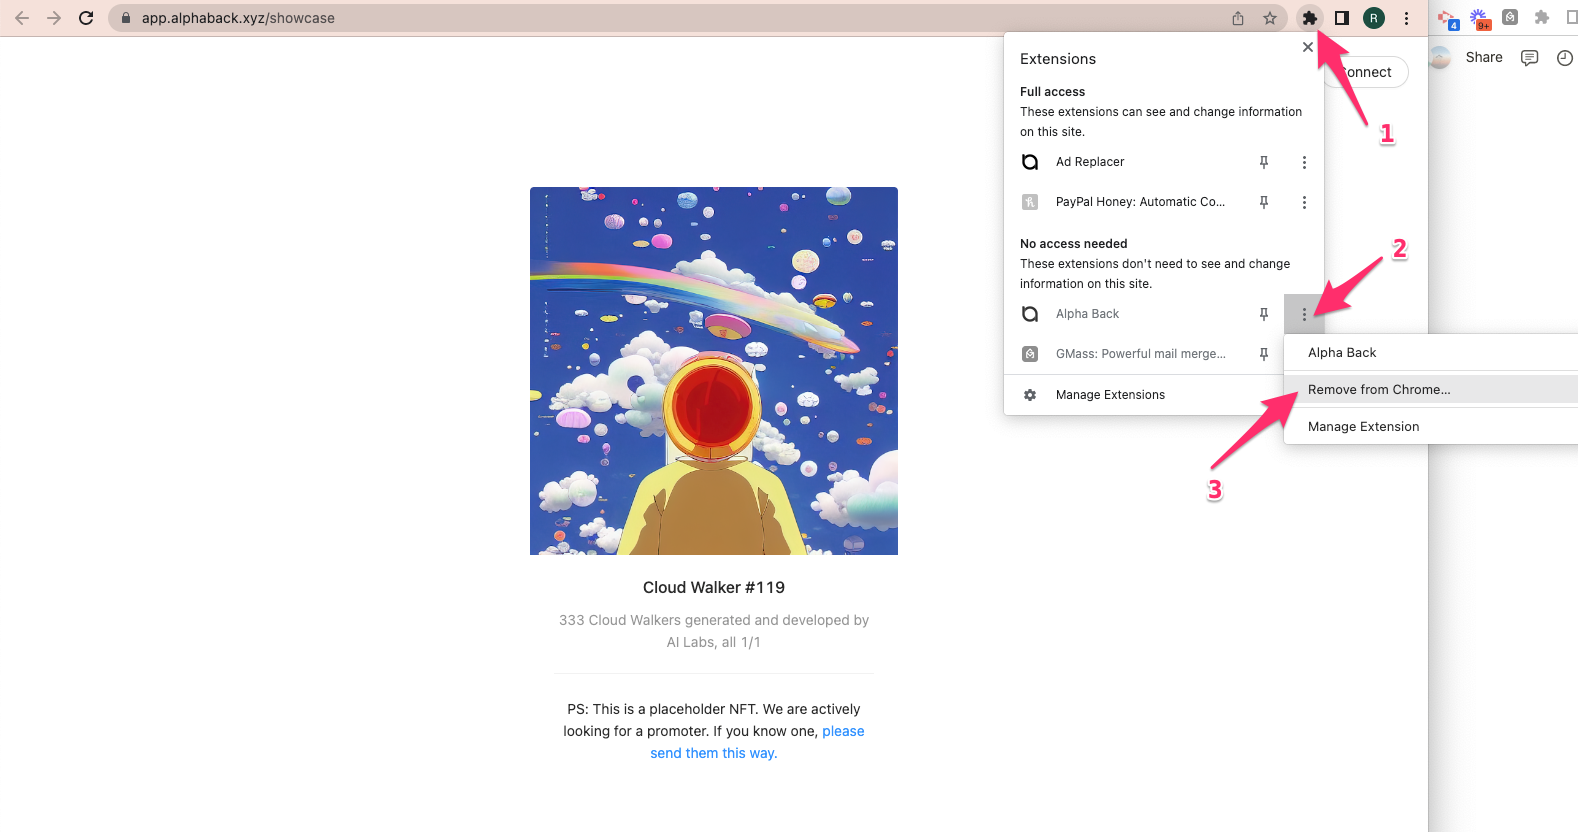 app.alphaback.xyz/showcase
R
4
9+
Share
Connect
Extensions
Full access
These extensions can see and change information
on this site.
Ad Replacer
PayPal Honey: Automatic Co...
No access needed
These extensions don't need to see and change
information on this site.
Alpha Back
GMass: Powerful mail merge...
Manage Extensions
Alpha Back
Remove from Chrome...
Manage Extension
1
2
3
Cloud Walker #119
333 Cloud Walkers generated and developed by
AI Labs, all 1/1
PS: This is a placeholder NFT. We are actively
looking for a promoter. If you know one, please
send them this way.